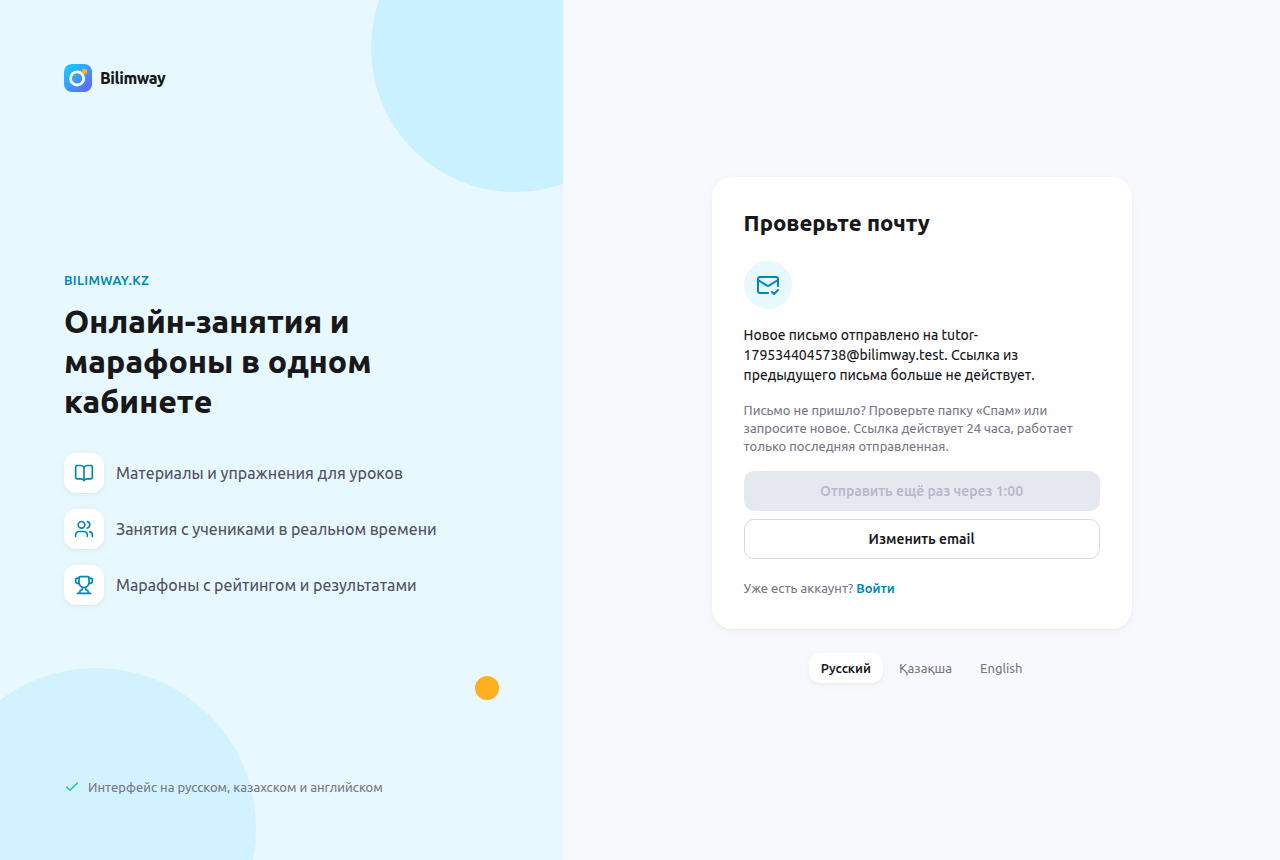 Bilimway
BILIMWAY.KZ
Онлайн-занятия и
марафоны в одном
кабинете
Материалы и упражнения для уроков
Занятия с учениками в реальном времени
Марафоны с рейтингом и результатами
Интерфейс на русском, казахском и английском
Проверьте почту
Новое письмо отправлено на tutor-
1795344045738@bilimway.test. Ссылка из
предыдущего письма больше не действует.
Письмо не пришло? Проверьте папку «Спам» или
запросите новое. Ссылка действует 24 часа, работает
только последняя отправленная.
Отправить ещё раз через 1:00
Изменить email
Уже есть аккаунт? Войти
Русский Қазақша English